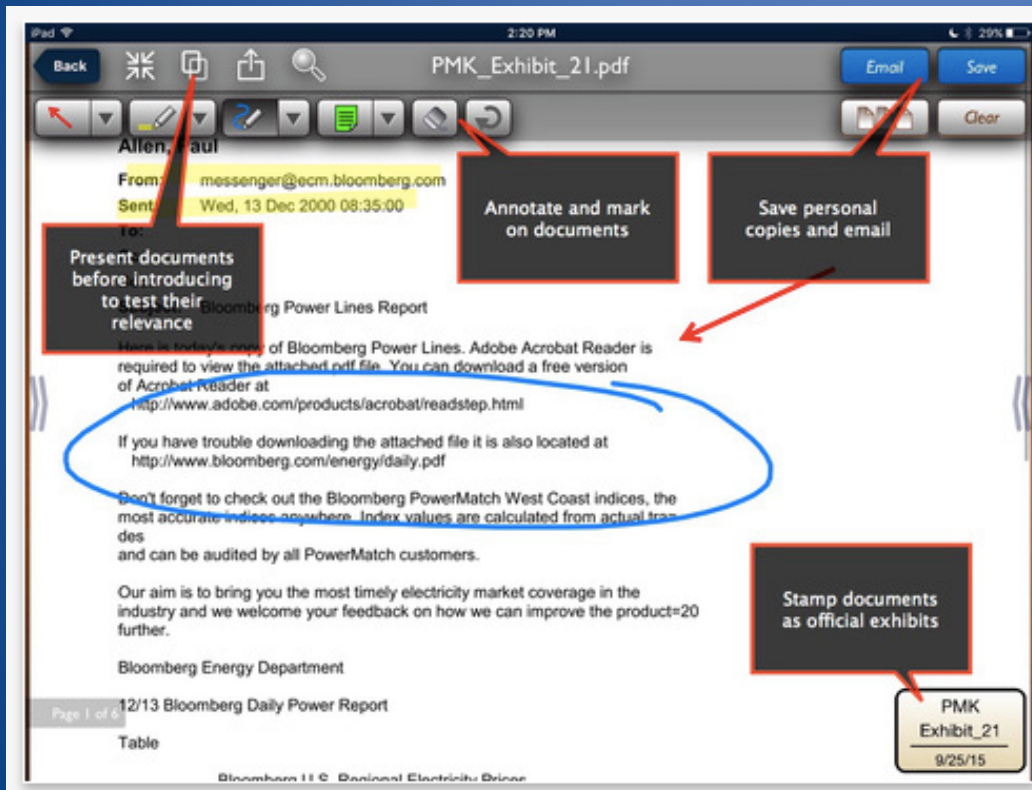 iPad
2:20 PM
29%
Back
PMK_Exhibit_21.pdf
Email
Save
Clear
Allen, Paul
From: messenger@ecm.bloomberg.com
Sent: Wed, 13 Dec 2000 08:35:00
To:
Annotate and mark
on documents
Save personal
copies and email
Present documents
before introducing
to test their
relevance
Bloomberg Power Lines Report
Here is today's copy of Bloomberg Power Lines. Adobe Acrobat Reader is
required to view the attached pdf file. You can download a free version
of Acrobat Reader at
http://www.adobe.com/products/acrobat/readstep.html
If you have trouble downloading the attached file it is also located at
http://www.bloomberg.com/energy/daily.pdf
Don't forget to check out the Bloomberg PowerMatch West Coast indices, the
most accurate indices anywhere. Index values are calculated from actual tra
des
and can be audited by all PowerMatch customers.
Our aim is to bring you the most timely electricity market coverage in the
industry and we welcome your feedback on how we can improve the product=20
further.
Stamp documents
as official exhibits
Bloomberg Energy Department
12/13 Bloomberg Daily Power Report
Page 1 of 6
Table
Bloomberg U.S. Regional Electricity Prices
PMK
Exhibit_21
9/25/15